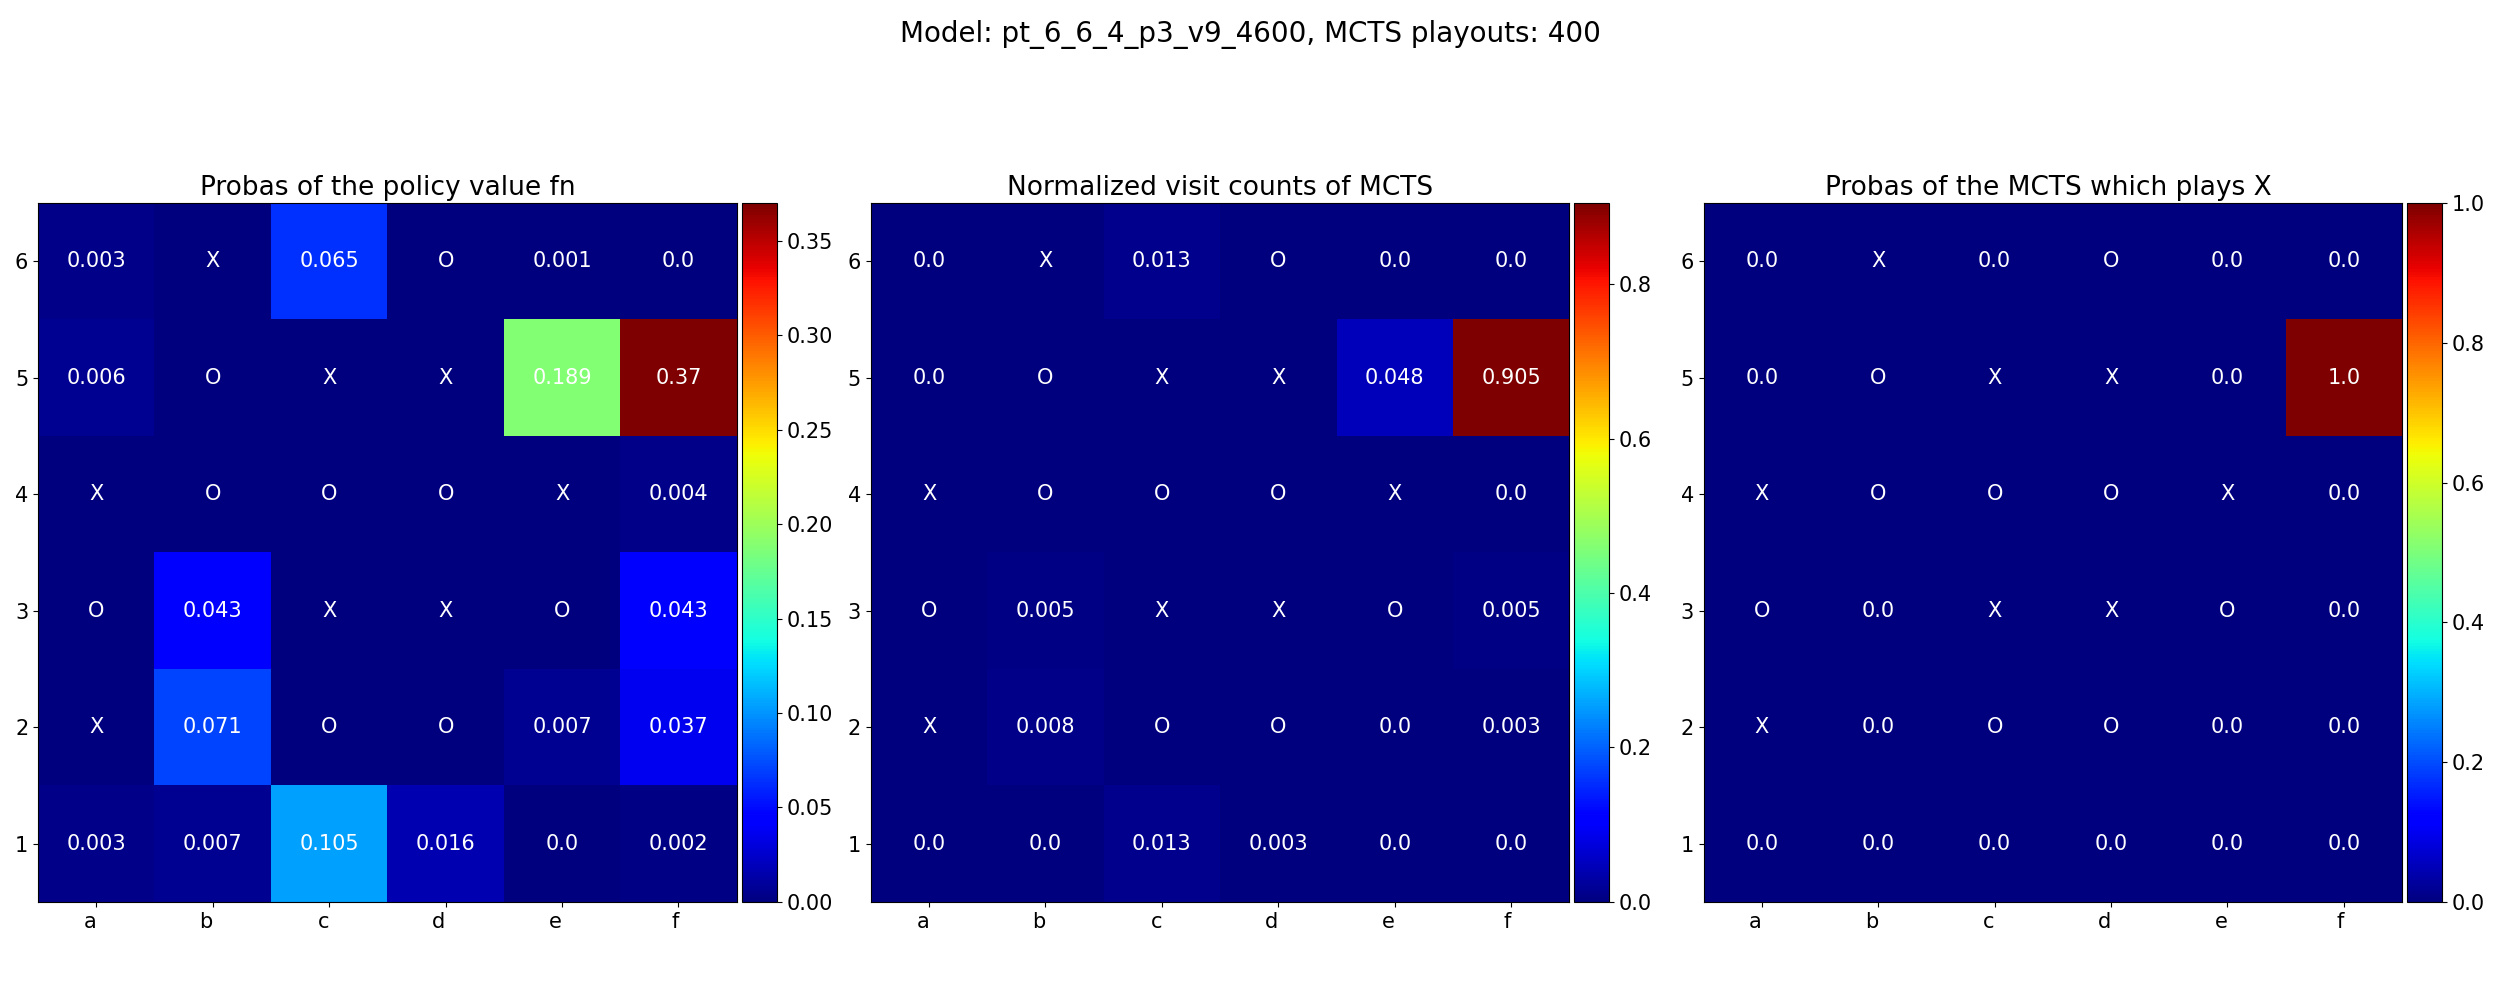 Model: pt_6_6_4_p3_v9_4600, MCTS playouts: 400
Probas of the policy value fn
6 0.003 X 0.065 O 0.001 0.0
5 0.006 O X X 0.189 0.37
4 X O O O X 0.004
3 O 0.043 X X O 0.043
2 X 0.071 O O 0.007 0.037
1 0.003 0.007 0.105 0.016 0.0 0.002
a b c d e f
0.35
0.30
0.25
0.20
0.15
0.10
0.05
0.00
Normalized visit counts of MCTS
6 0.0 X 0.013 O 0.0 0.0
5 0.0 O X X 0.048 0.905
4 X O O O X 0.0
3 O 0.005 X X O 0.005
2 X 0.008 O O 0.0 0.003
1 0.0 0.0 0.013 0.003 0.0 0.0
a b c d e f
0.8
0.6
0.4
0.2
0.0
Probas of the MCTS which plays X
6 0.0 X 0.0 O 0.0 0.0
5 0.0 O X X 0.0 1.0
4 X O O O X 0.0
3 O 0.0 X X O 0.0
2 X 0.0 O O 0.0 0.0
1 0.0 0.0 0.0 0.0 0.0 0.0
a b c d e f
1.0
0.8
0.6
0.4
0.2
0.0